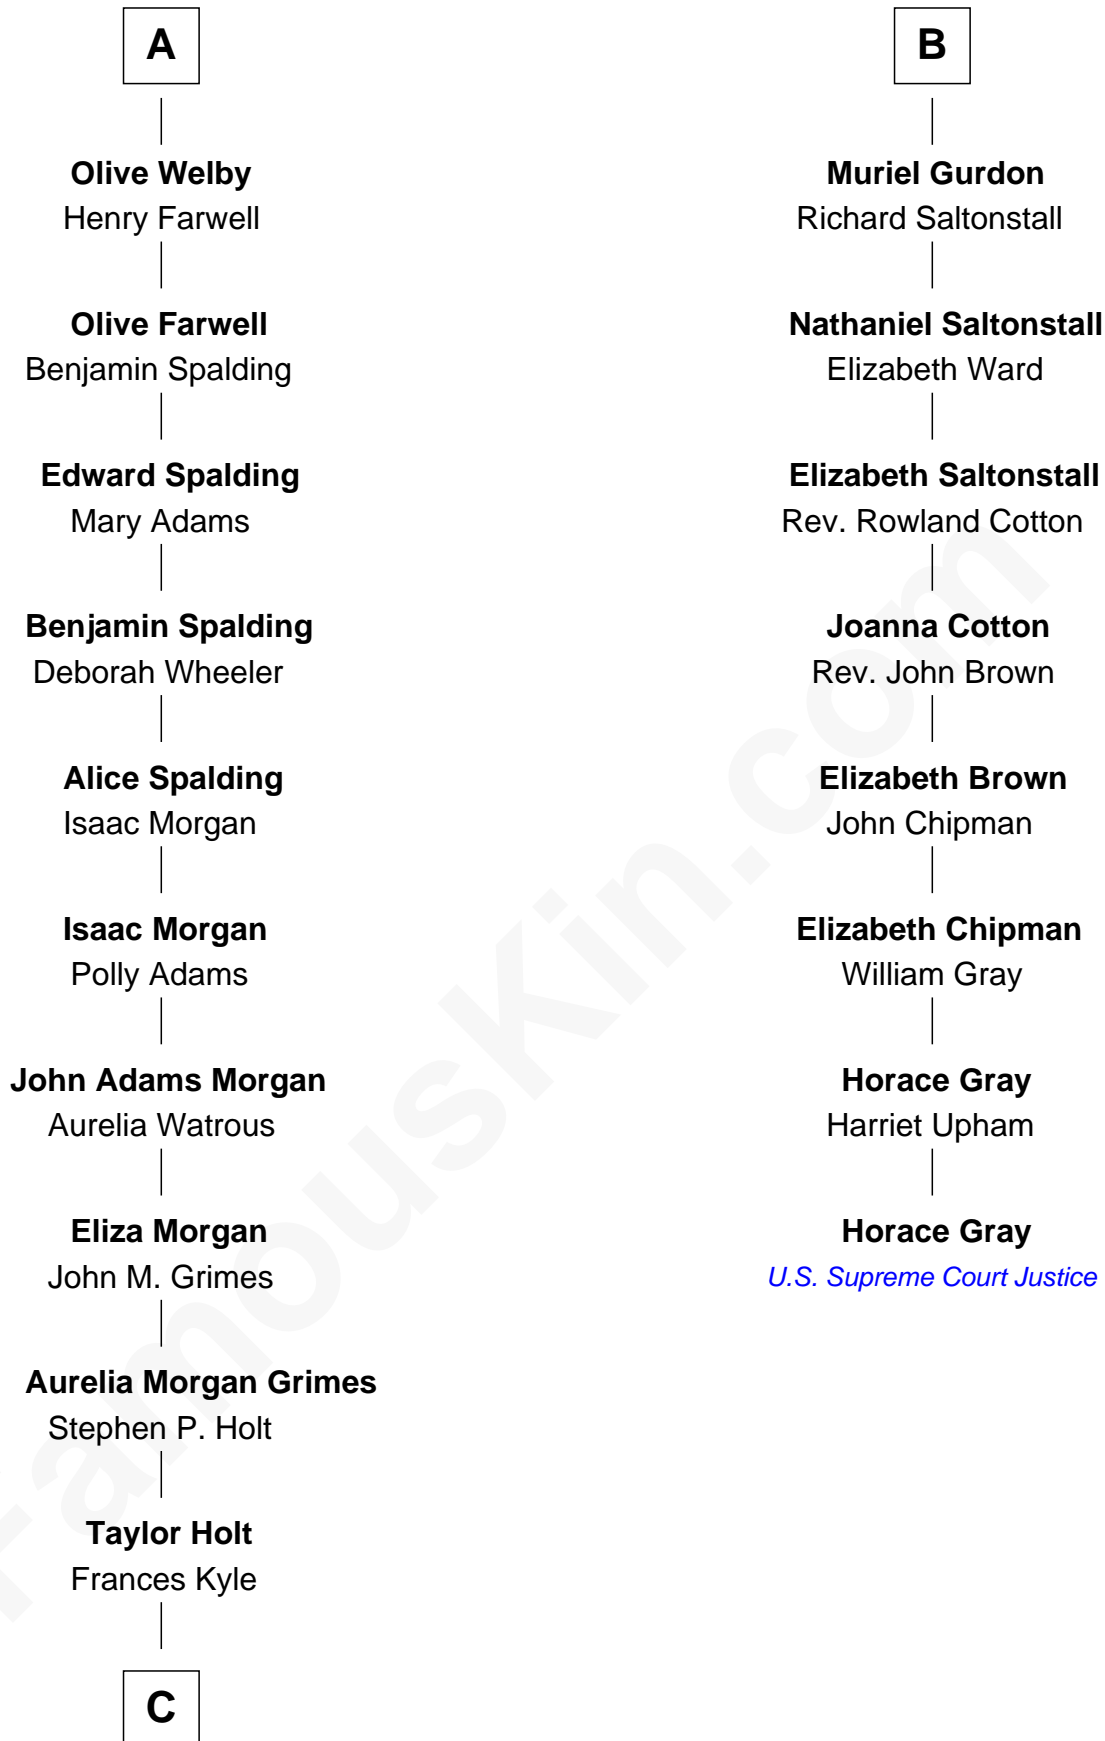 A
Olive Welby
Henry Farwell
Olive Farwell
Benjamin Spalding
Edward Spalding
Mary Adams
Benjamin Spalding
Deborah Wheeler
Alice Spalding
Isaac Morgan
Isaac Morgan
Polly Adams
John Adams Morgan
Aurelia Watrous
Eliza Morgan
John M. Grimes
Aurelia Morgan Grimes
Stephen P. Holt
Taylor Holt
Frances Kyle
C
B
Muriel Gurdon
Richard Saltonstall
Nathaniel Saltonstall
Elizabeth Ward
Elizabeth Saltonstall
Rev. Rowland Cotton
Joanna Cotton
Rev. John Brown
Elizabeth Brown
John Chipman
Elizabeth Chipman
William Gray
Horace Gray
Harriet Upham
Horace Gray
U.S. Supreme Court Justice
FamousKin.com